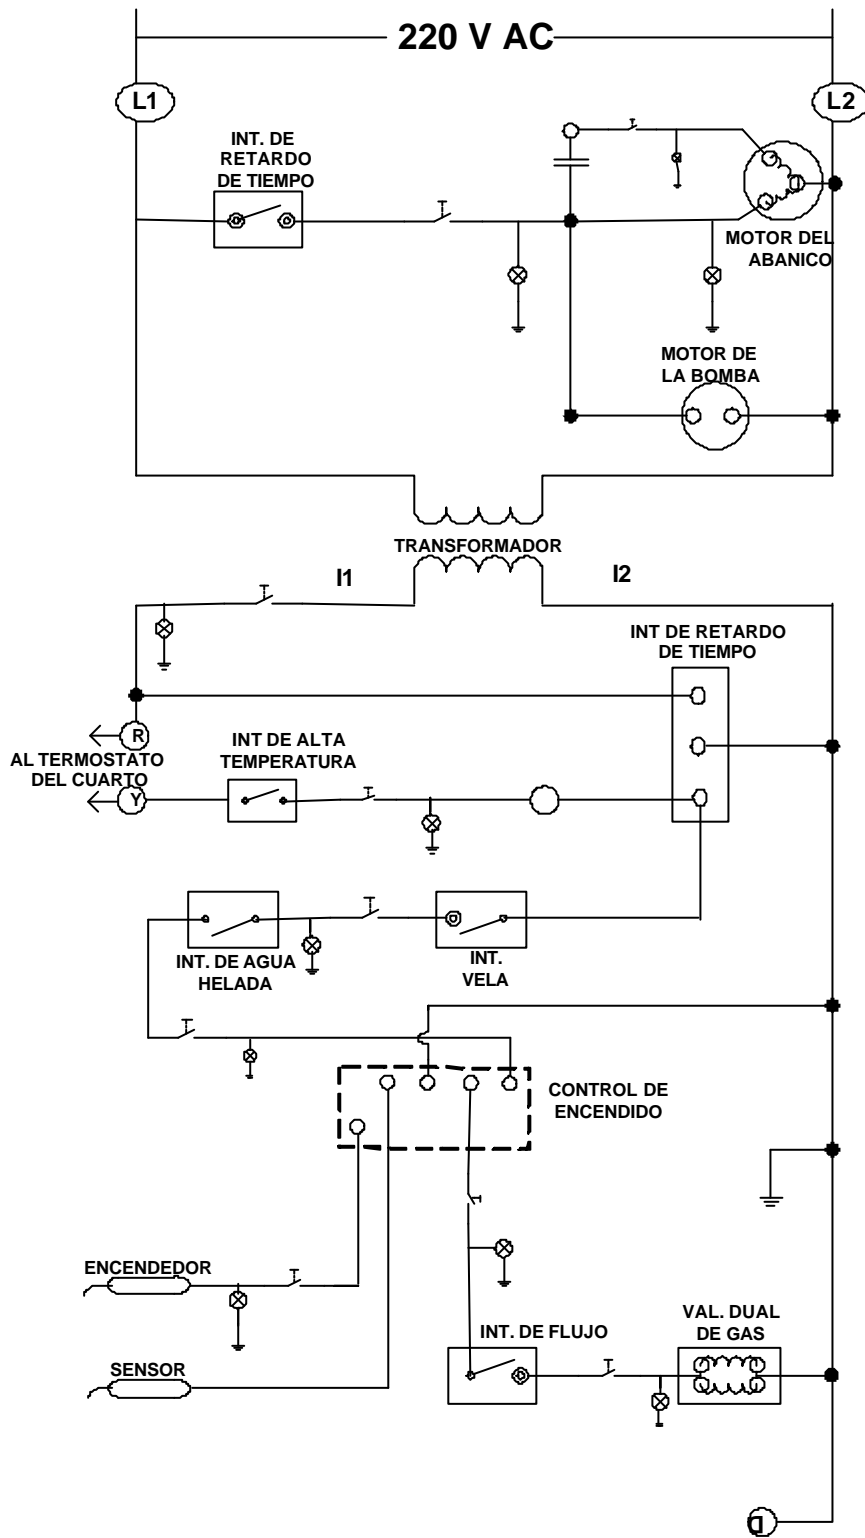 220 V AC
L1
L2
INT. DE
RETARDO
DE TIEMPO
MOTOR DEL
ABANICO
MOTOR DE
LA BOMBA
TRANSFORMADOR
I1
I2
INT DE RETARDO
DE TIEMPO
R
AL TERMOSTATO
DEL CUARTO
INT DE ALTA
TEMPERATURA
Y
INT. DE AGUA
HELADA
INT.
VELA
CONTROL DE
ENCENDIDO
ENCENDEDOR
INT. DE FLUJO
VAL. DUAL
DE GAS
SENSOR